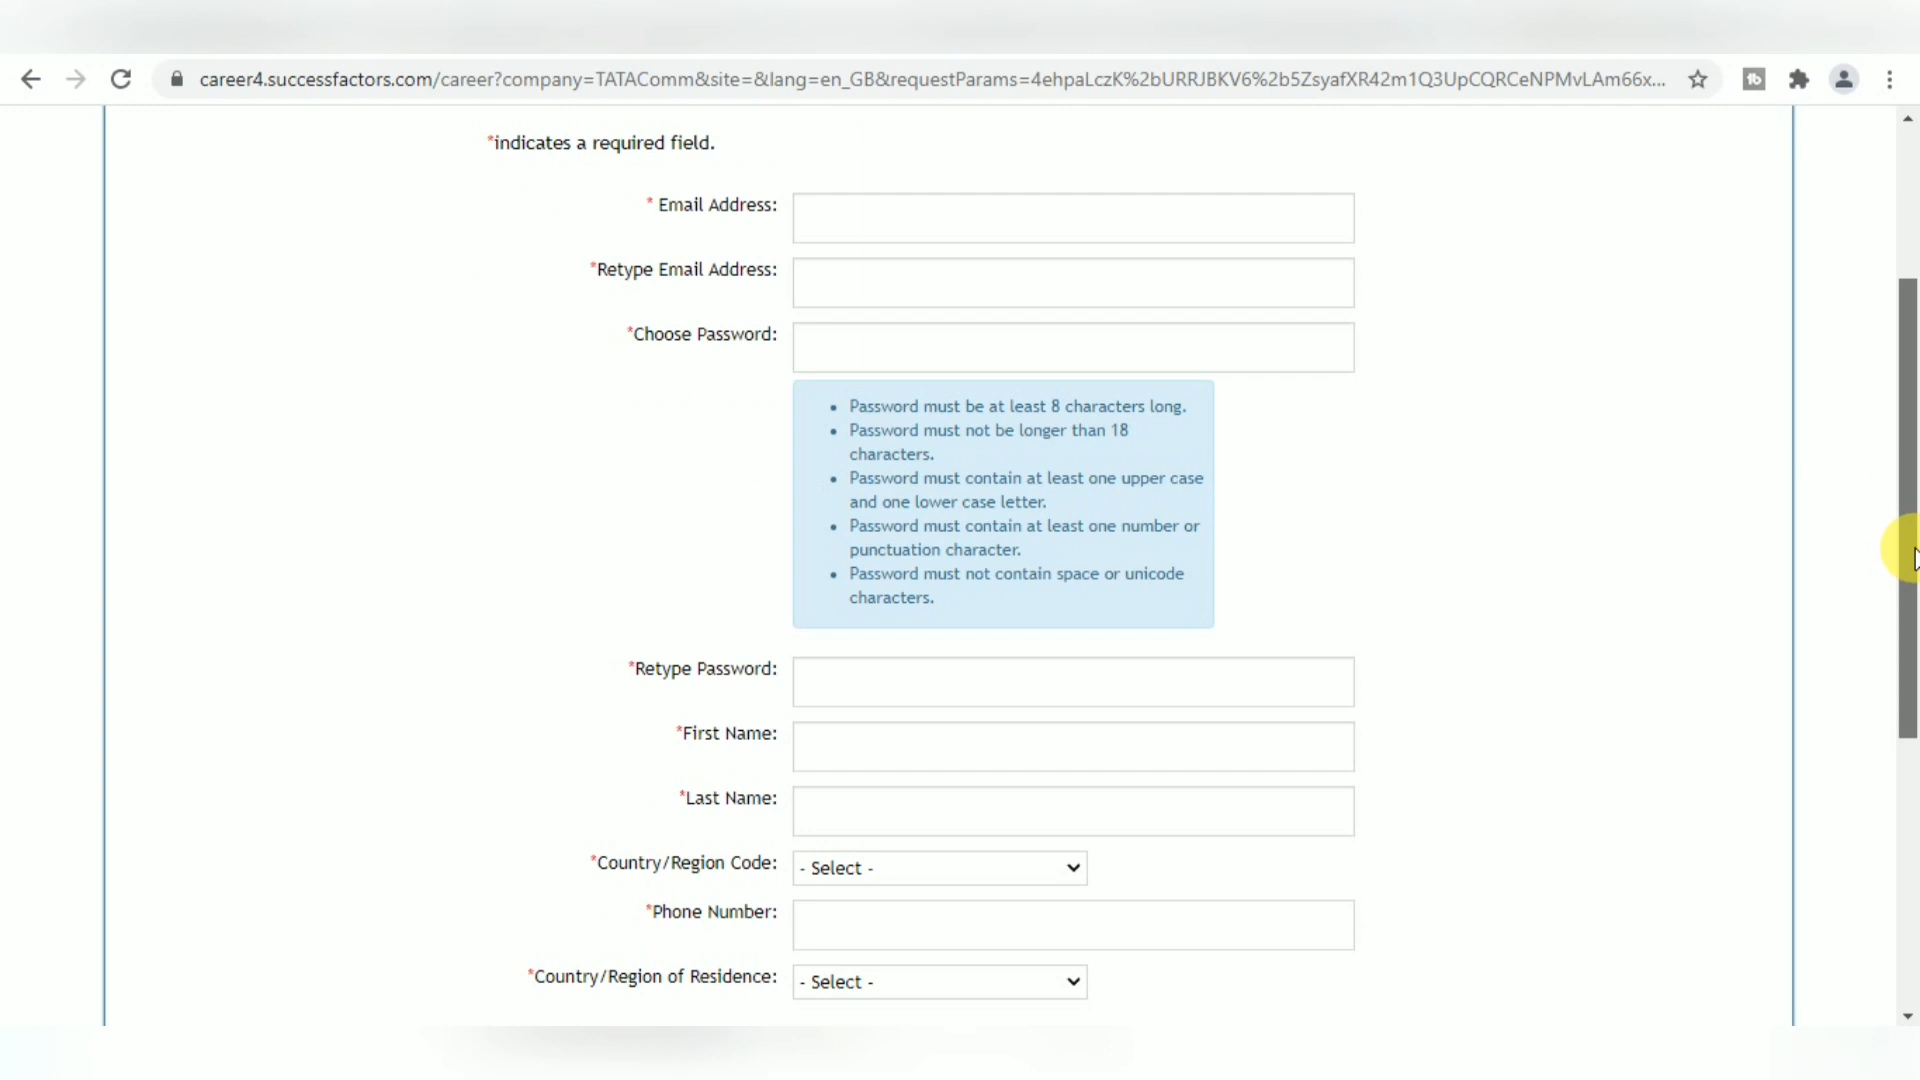 career4.successfactors.com/career?company=TATAComm&site=&lang=en_GB&requestParams=4ehpaLczK%2bURRJBKV6%2b5ZsyafXR42m1Q3UpCQRCeNPMvLAm66x...
*indicates a required field.
* Email Address:
*Retype Email Address:
*Choose Password:
• Password must be at least 8 characters long.
• Password must not be longer than 18
characters.
• Password must contain at least one upper case
and one lower case letter.
• Password must contain at least one number or
punctuation character.
• Password must not contain space or unicode
characters.
*Retype Password:
*First Name:
*Last Name:
*Country/Region Code: - Select -
*Phone Number:
*Country/Region of Residence: - Select -